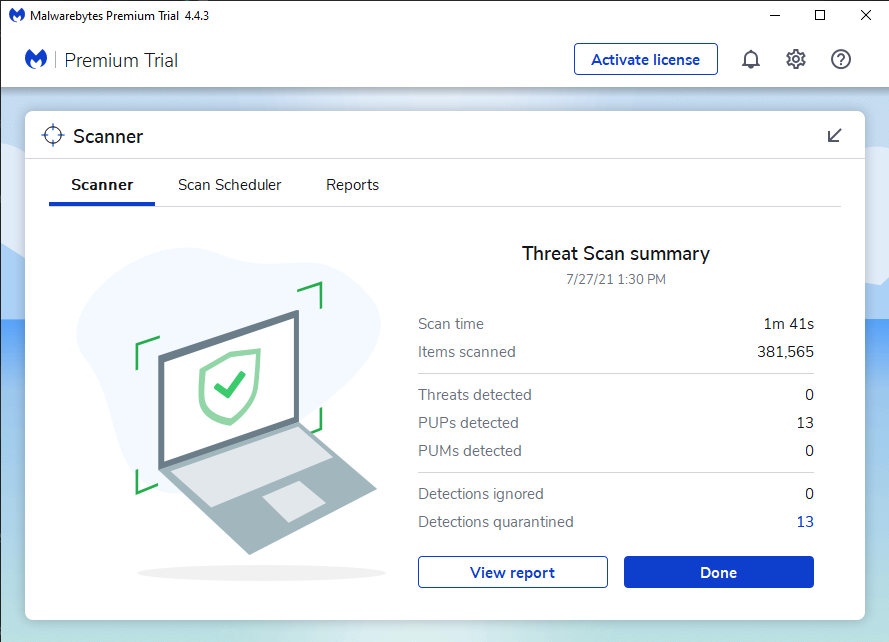 Malwarebytes Premium Trial 4.4.3
Premium Trial
Activate license
Scanner
Scanner Scan Scheduler Reports
Threat Scan summary
7/27/21 1:30 PM
Scan time 1m 41s
Items scanned 381,565
Threats detected 0
PUPs detected 13
PUMs detected 0
Detections ignored 0
Detections quarantined 13
View report Done